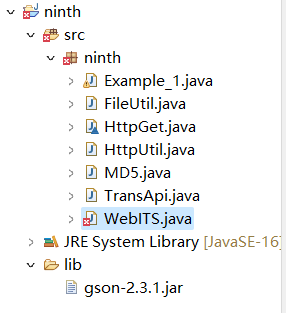 ninth
src
ninth
Example_1.java
FileUtil.java
HttpGet.java
HttpUtil.java
MD5.java
TransApi.java
WebITS.java
JRE System Library [JavaSE-16]
lib
gson-2.3.1.jar